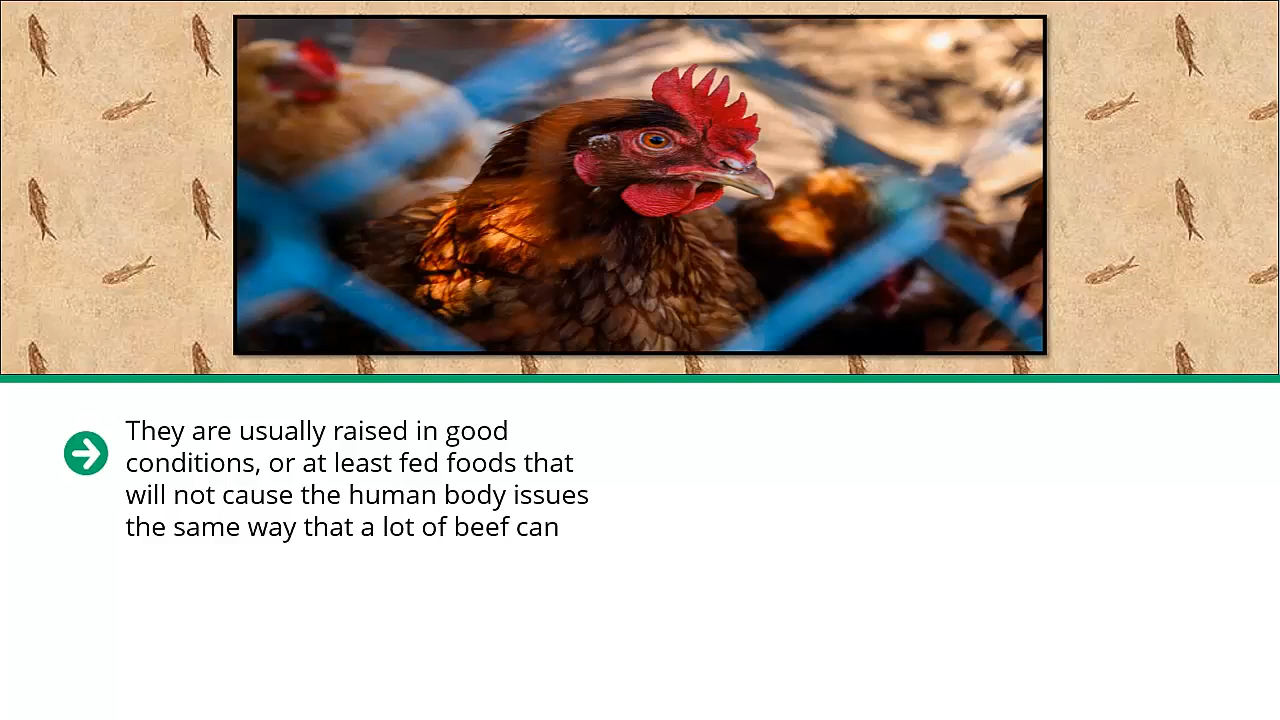 They are usually raised in good
conditions, or at least fed foods that
will not cause the human body issues
the same way that a lot of beef can